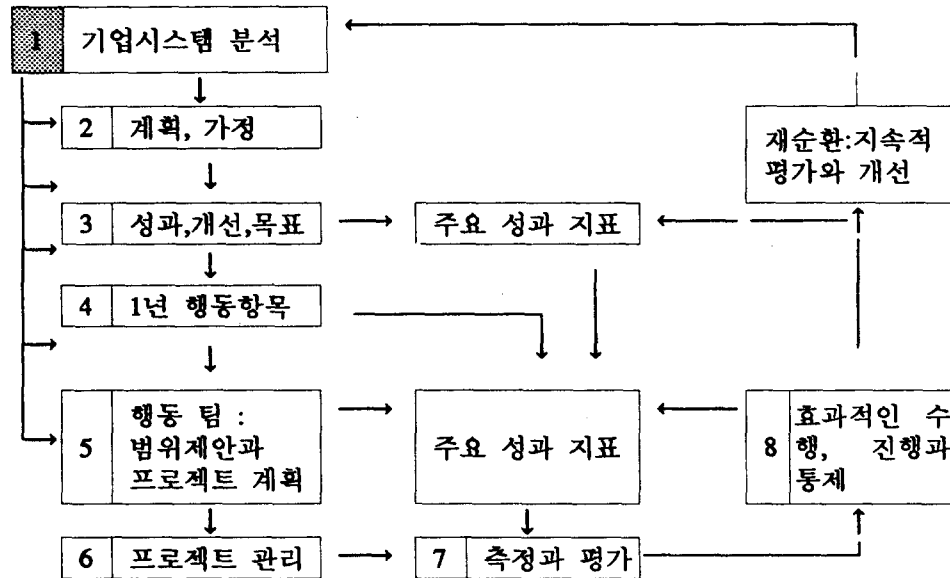 1 기업시스템 분석
2 계획, 가정
재순환:지속적
평가와 개선
3 성과,개선,목표
주요 성과 지표
4 1년 행동항목
5 행동 팀 :
범위제안과
프로젝트 계획
주요 성과 지표
8 효과적인 수
행, 진행과
통제
6 프로젝트 관리
7 측정과 평가